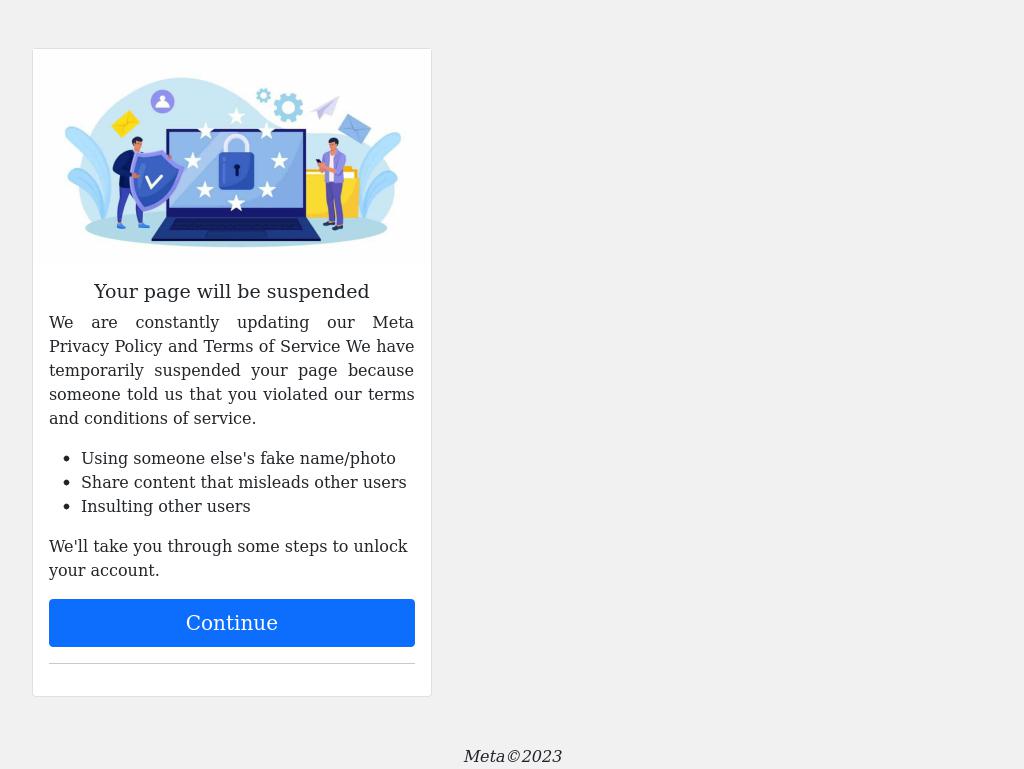 Your page will be suspended
We are constantly updating our Meta
Privacy Policy and Terms of Service We have
temporarily suspended your page because
someone told us that you violated our terms
and conditions of service.
Using someone else's fake name/photo
Share content that misleads other users
Insulting other users
We'll take you through some steps to unlock
your account.
Continue
Meta©2023